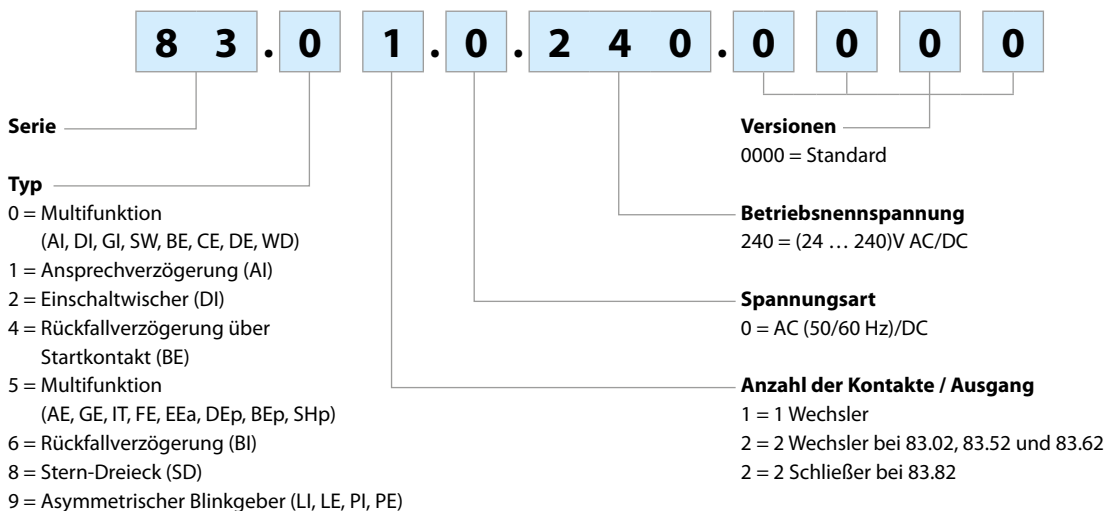 8 3 . 0 1 . 0 . 2 4 0 . 0 0 0 0
Serie
Typ
0 = Multifunktion
(AI, DI, GI, SW, BE, CE, DE, WD)
1 = Ansprechverzögerung (AI)
2 = Einschaltwischer (DI)
4 = Rückfallverzögerung über
Startkontakt (BE)
5 = Multifunktion
(AE, GE, IT, FE, EEa, DEp, BEp, SHp)
6 = Rückfallverzögerung (BI)
8 = Stern-Dreieck (SD)
9 = Asymmetrischer Blinkgeber (LI, LE, PI, PE)
Versionen
0000 = Standard
Betriebsnennspannung
240 = (24 … 240)V AC/DC
Spannungsart
0 = AC (50/60 Hz)/DC
Anzahl der Kontakte / Ausgang
1 = 1 Wechsler
2 = 2 Wechsler bei 83.02, 83.52 und 83.62
2 = 2 Schließer bei 83.82